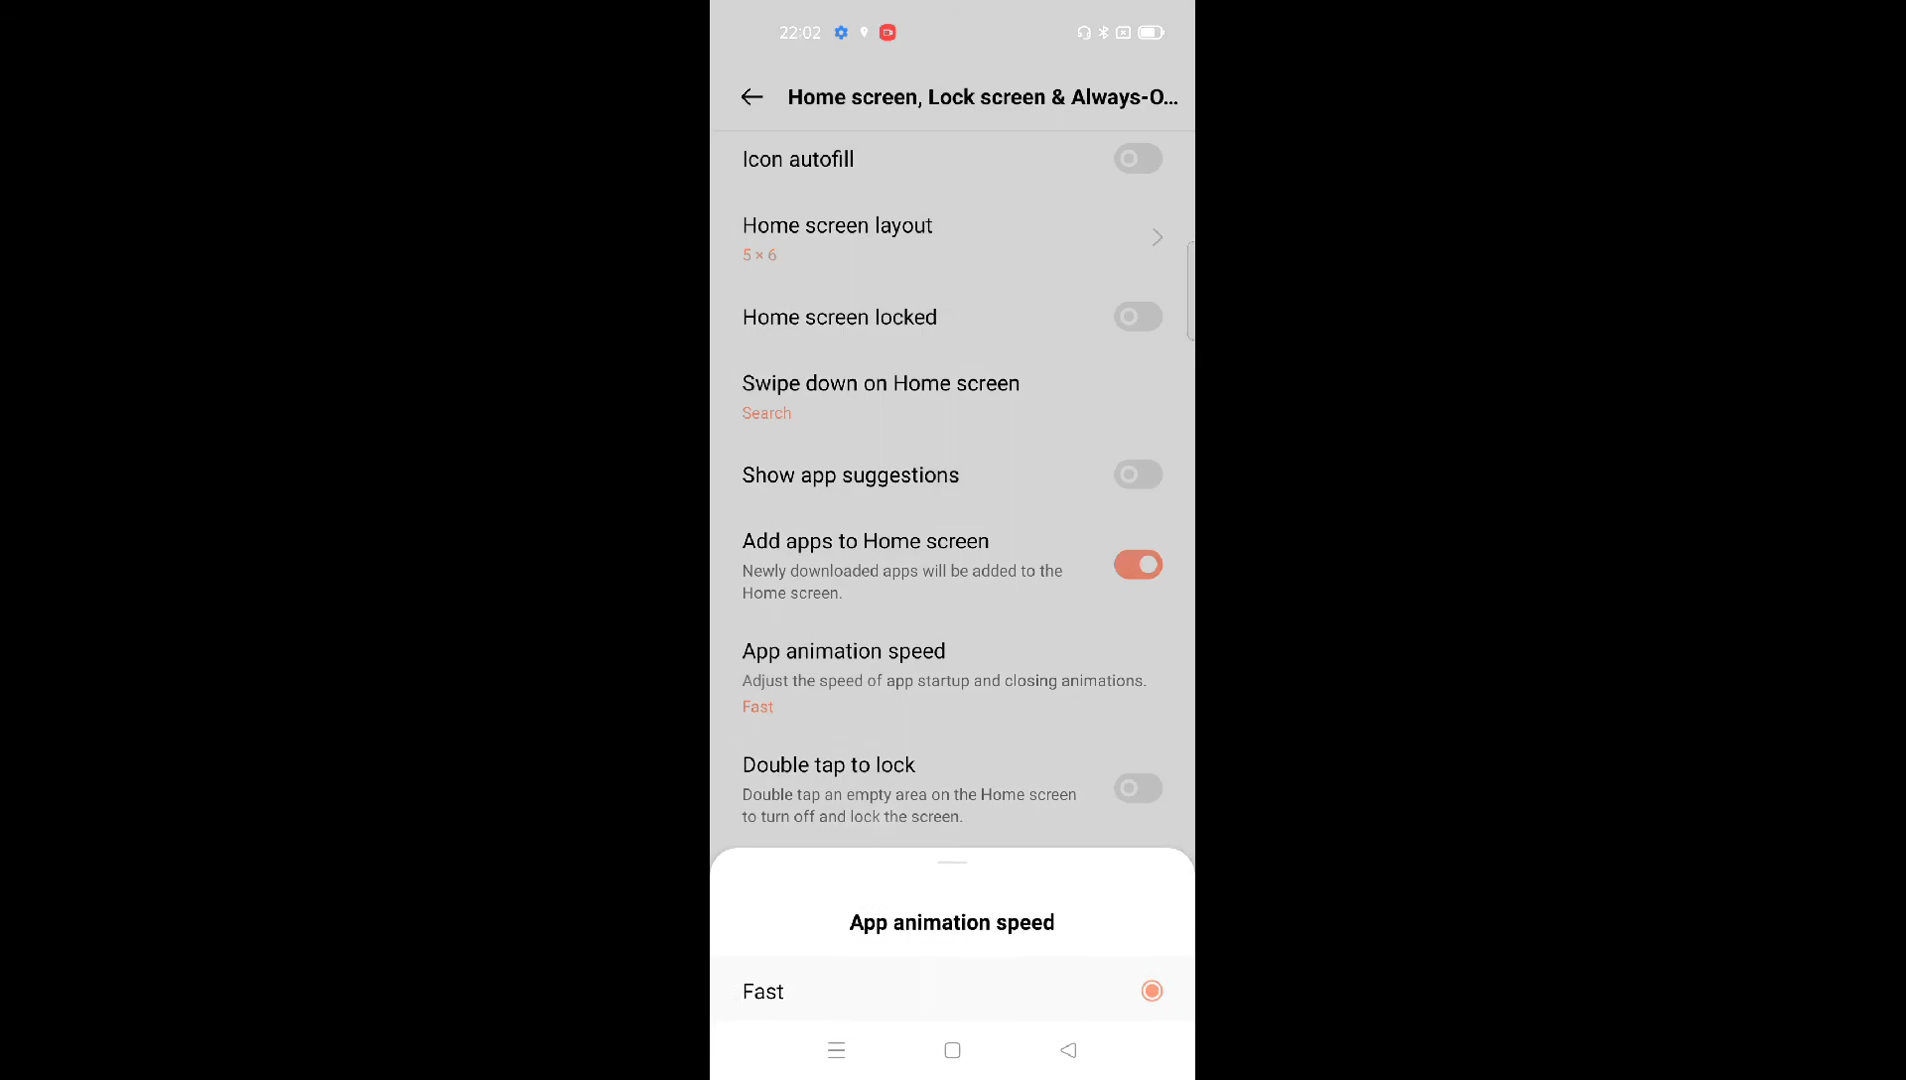 22:02
Home screen, Lock screen & Always-O...
Icon autofill
Home screen layout
5 × 6
Home screen locked
Swipe down on Home screen
Search
Show app suggestions
Add apps to Home screen
Newly downloaded apps will be added to the
Home screen.
App animation speed
Adjust the speed of app startup and closing animations.
Fast
Double tap to lock
Double tap an empty area on the Home screen
to turn off and lock the screen.
App animation speed
Fast